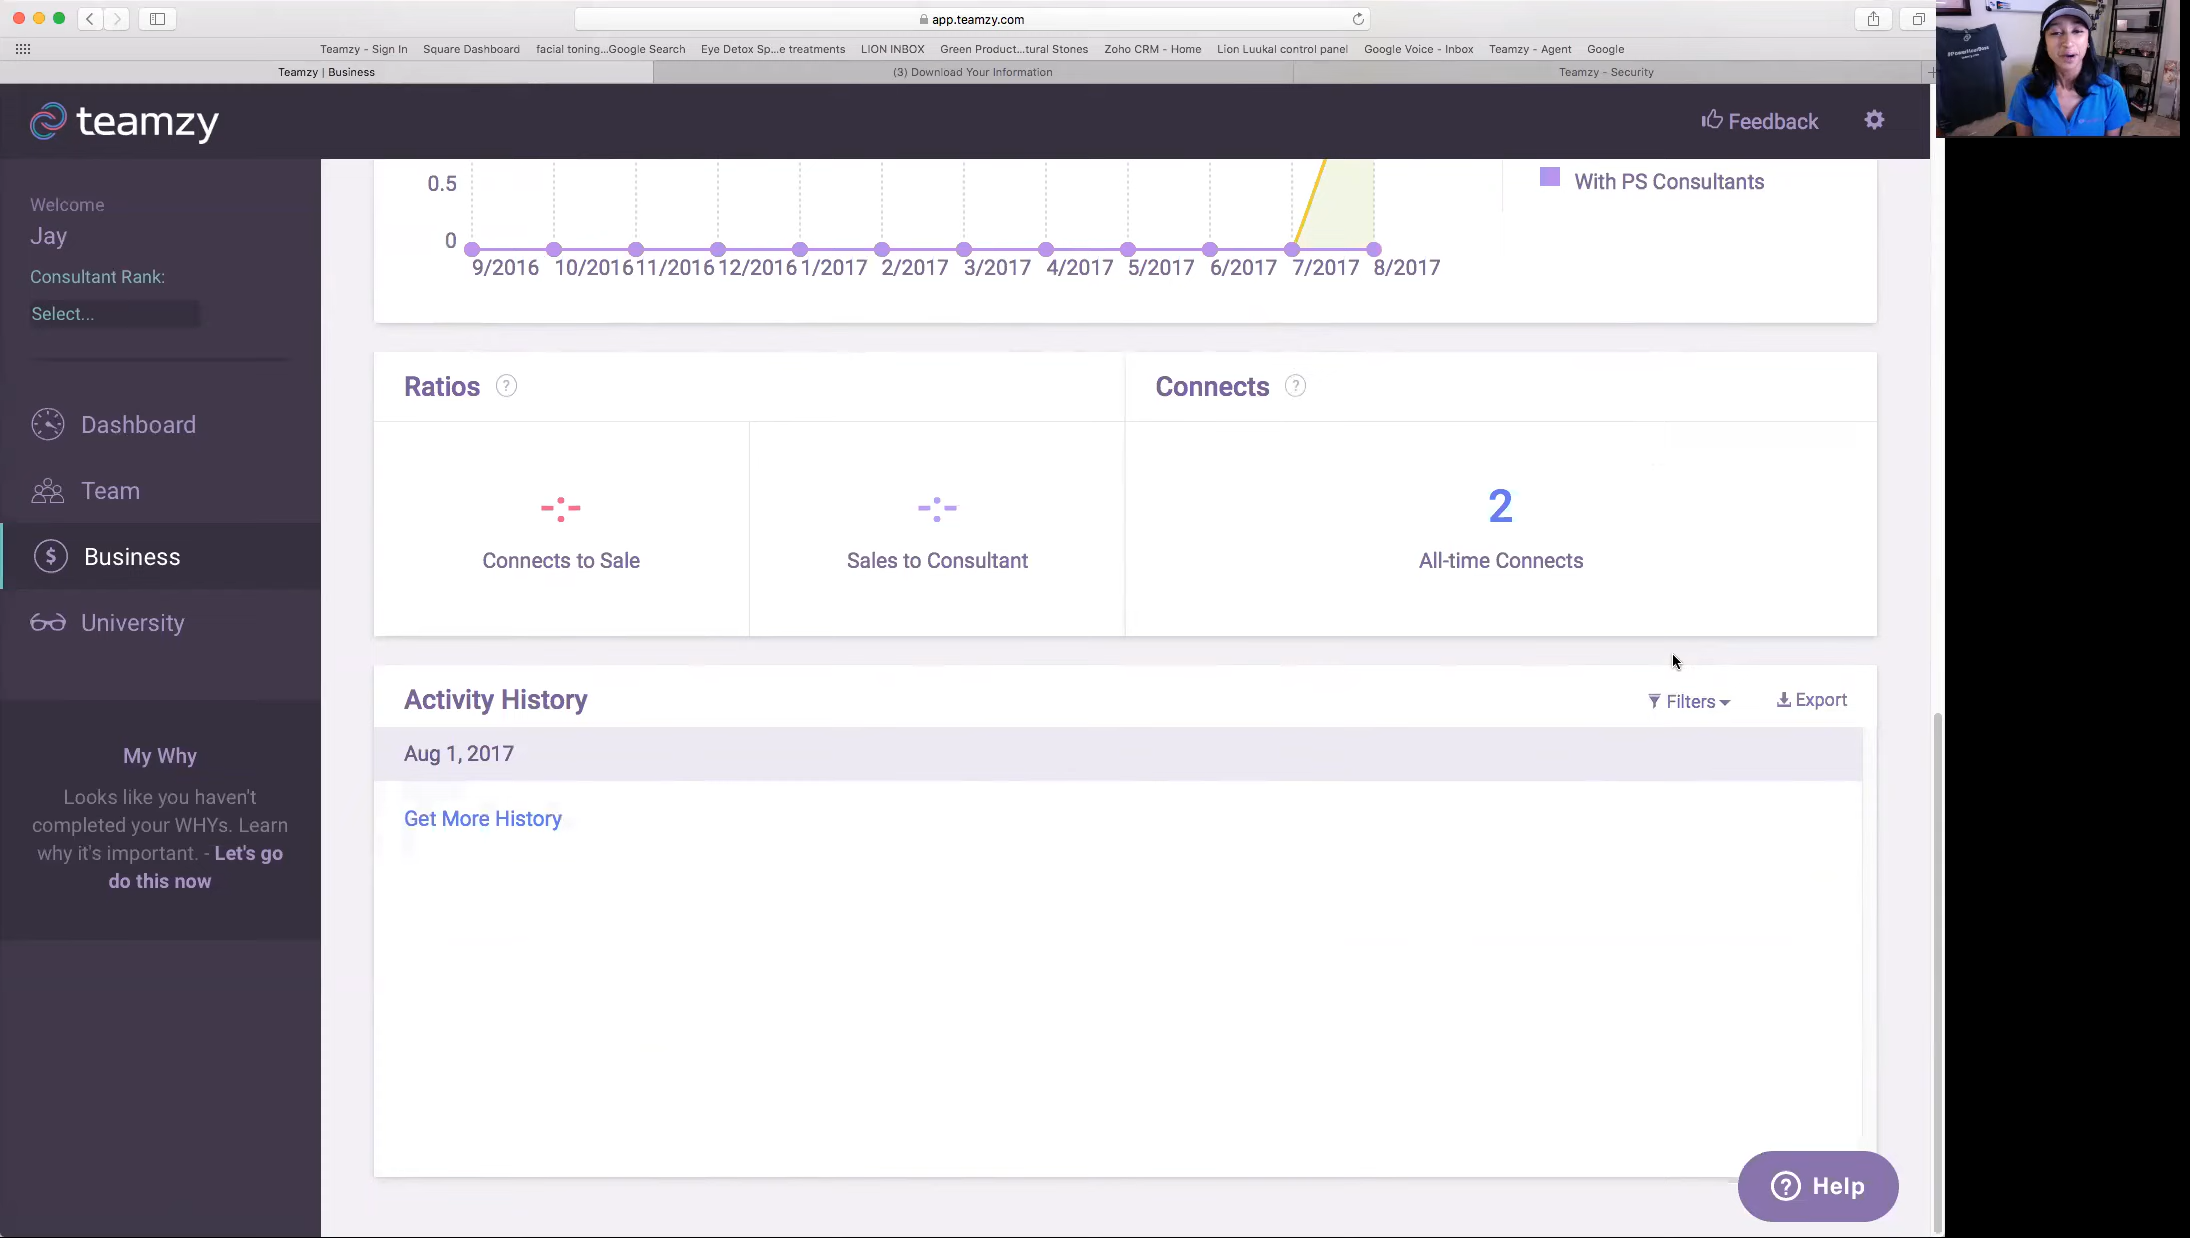 app.teamzy.com
Teamzy - Sign In Square Dashboard facial toning...Google Search Eye Detox Sp...e treatments LION INBOX Green Product...tural Stones Zoho CRM - Home Lion Luukal control panel Google Voice - Inbox Teamzy - Agent Google
Teamzy | Business (3) Download Your Information Teamzy - Security
teamzy
Feedback
Welcome
Jay
Consultant Rank:
Select...
Dashboard
Team
Business
University
My Why
Looks like you haven't
completed your WHYs. Learn
why it's important. - Let's go
do this now
0.5
0
9/2016 10/2016 11/2016 12/2016 1/2017 2/2017 3/2017 4/2017 5/2017 6/2017 7/2017 8/2017
With PS Consultants
Ratios ?
Connects ?
-:- -:- 2
Connects to Sale Sales to Consultant All-time Connects
Activity History Filters Export
Aug 1, 2017
Get More History
? Help